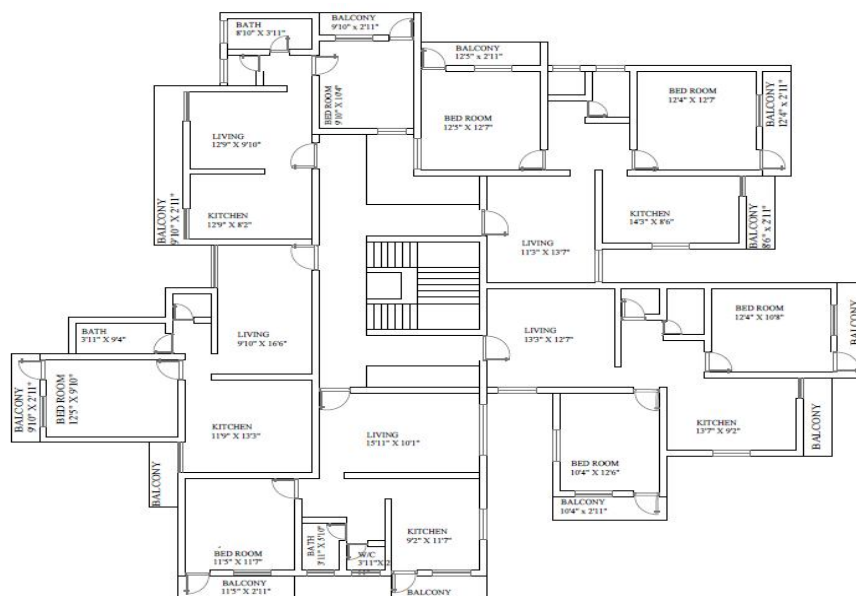 BALCONY
9'10" x 2'11"
BATH
8'10" X 3'11"
BALCONY
12'5" x 2'11"
BED ROOM
9'10" X 10'4"
BED ROOM
12'4" X 12'7'
BALCONY
12'4" x 2'11"
BED ROOM
12'5" X 12'7"
LIVING
12'9" X 9'10"
KITCHEN
12'9" X 8'2"
BALCONY
9'10" X 2'11"
KITCHEN
14'3" X 8'6"
BALCONY
8'6" x 2'11"
LIVING
11'3" X 13'7"
BED ROOM
12'4" X 10'8"
BALCONY
LIVING
13'3" X 12'7"
BATH
3'11" X 9'4"
LIVING
9'10" X 16'6"
BALCONY
9'10" X 2'11"
BED ROOM
12'5" X 9'10"
KITCHEN
11'9" X 13'3"
LIVING
15'11" X 10'1"
KITCHEN
13'7" X 9'2"
BALCONY
BED ROOM
10'4" X 12'6"
BALCONY
BALCONY
10'4" x 2'11"
KITCHEN
9'2" X 11'7"
BED ROOM
11'5" X 11'7"
BATH
3'11" X 5'10"
W/C
3'11"X
BALCONY
11'5" X 2'11"
BALCONY